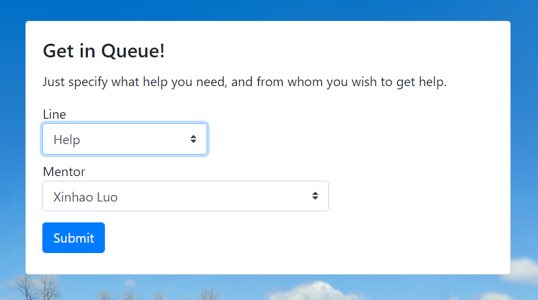 Get in Queue!
Just specify what help you need, and from whom you wish to get help.
Line
Help
Mentor
Xinhao Luo
Submit